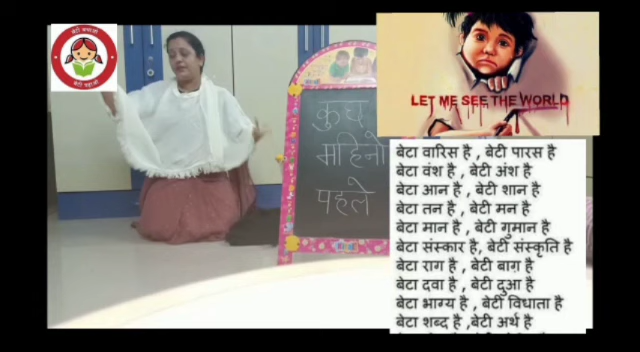 बेटी बचाओ
बेटी पढ़ाओ
कुछ
महिनों
पहले
LET ME SEE THE WORLD
बेटा वारिस है , बेटी पारस है
बेटा वंश है , बेटी अंश है
बेटा आन है , बेटी शान है
बेटा तन है , बेटी मन है
बेटा मान है , बेटी गुमान है
बेटा संस्कार है, बेटी संस्कृति है
बेटा राग है , बेटी बाग़ है
बेटा दवा है , बेटी दुआ है
बेटा भाग्य है , बेटी विधाता है
बेटा शब्द है ,बेटी अर्थ है